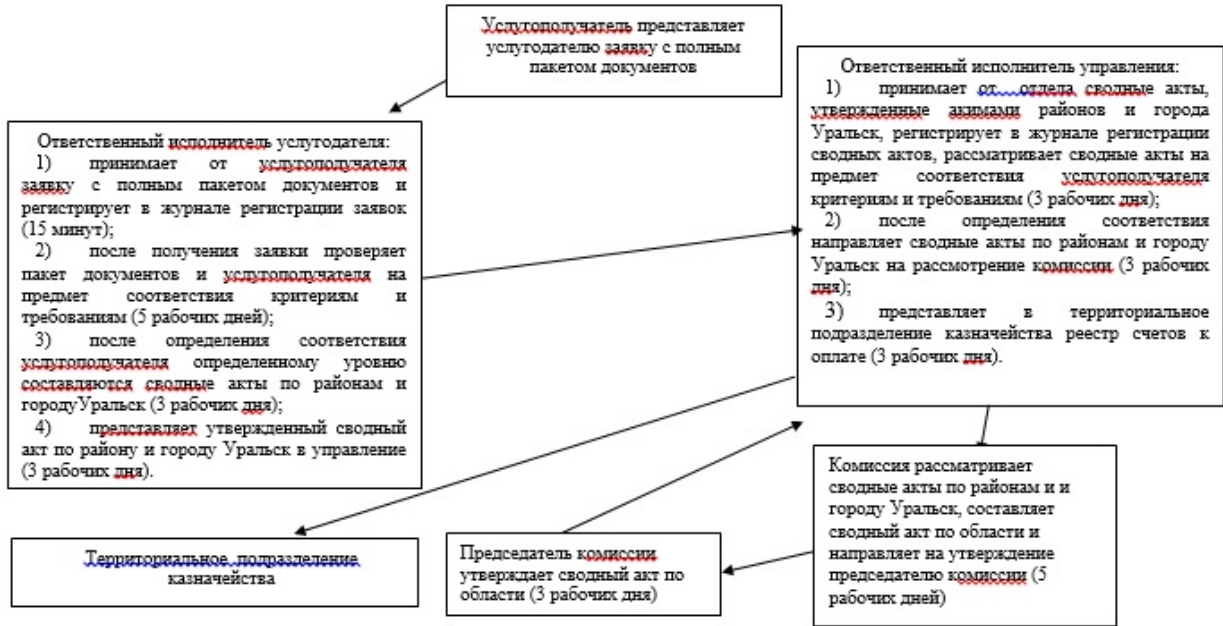 Услугополучатель представляет
услугодателю заявку с полным
пакетом документов
Ответственный исполнитель услугодателя:
1) принимает от услугополучателя
заявку с полным пакетом документов и
регистрирует в журнале регистрации заявок
(15 минут);
2) после получения заявки проверяет
пакет документов и услугополучателя на
предмет соответствия критериям и
требованиям (5 рабочих дней);
3) после определения соответствия
услугополучателя определенному уровню
составляются сводные акты по районам и
городуУральск (3 рабочих дня);
4) представляет утвержденный сводный
акт по району и городу Уральск в управление
(3 рабочих дня).
Ответственный исполнитель управления:
1) принимает от отдела сводные акты,
утвержденные акимами районов и города
Уральск, регистрирует в журнале регистрации
сводных актов, рассматривает сводные акты на
предмет соответствия услугополучателя
критериям и требованиям (3 рабочих дня);
2) после определения соответствия
направляет сводные акты по районам и городу
Уральск на рассмотрение комиссии (3 рабочих
дня);
3) представляет в территориальное
подразделение казначейства реестр счетов к
оплате (3 рабочих дня).
Комиссия рассматривает
сводные акты по районам и и
городу Уральск, составляет
сводный акт по области и
направляет на утверждение
председателю комиссии (5
рабочих дней)
Председатель комиссии
утверждает сводный акт по
области (3 рабочих дня)
Территориальное подразделение
казначейства